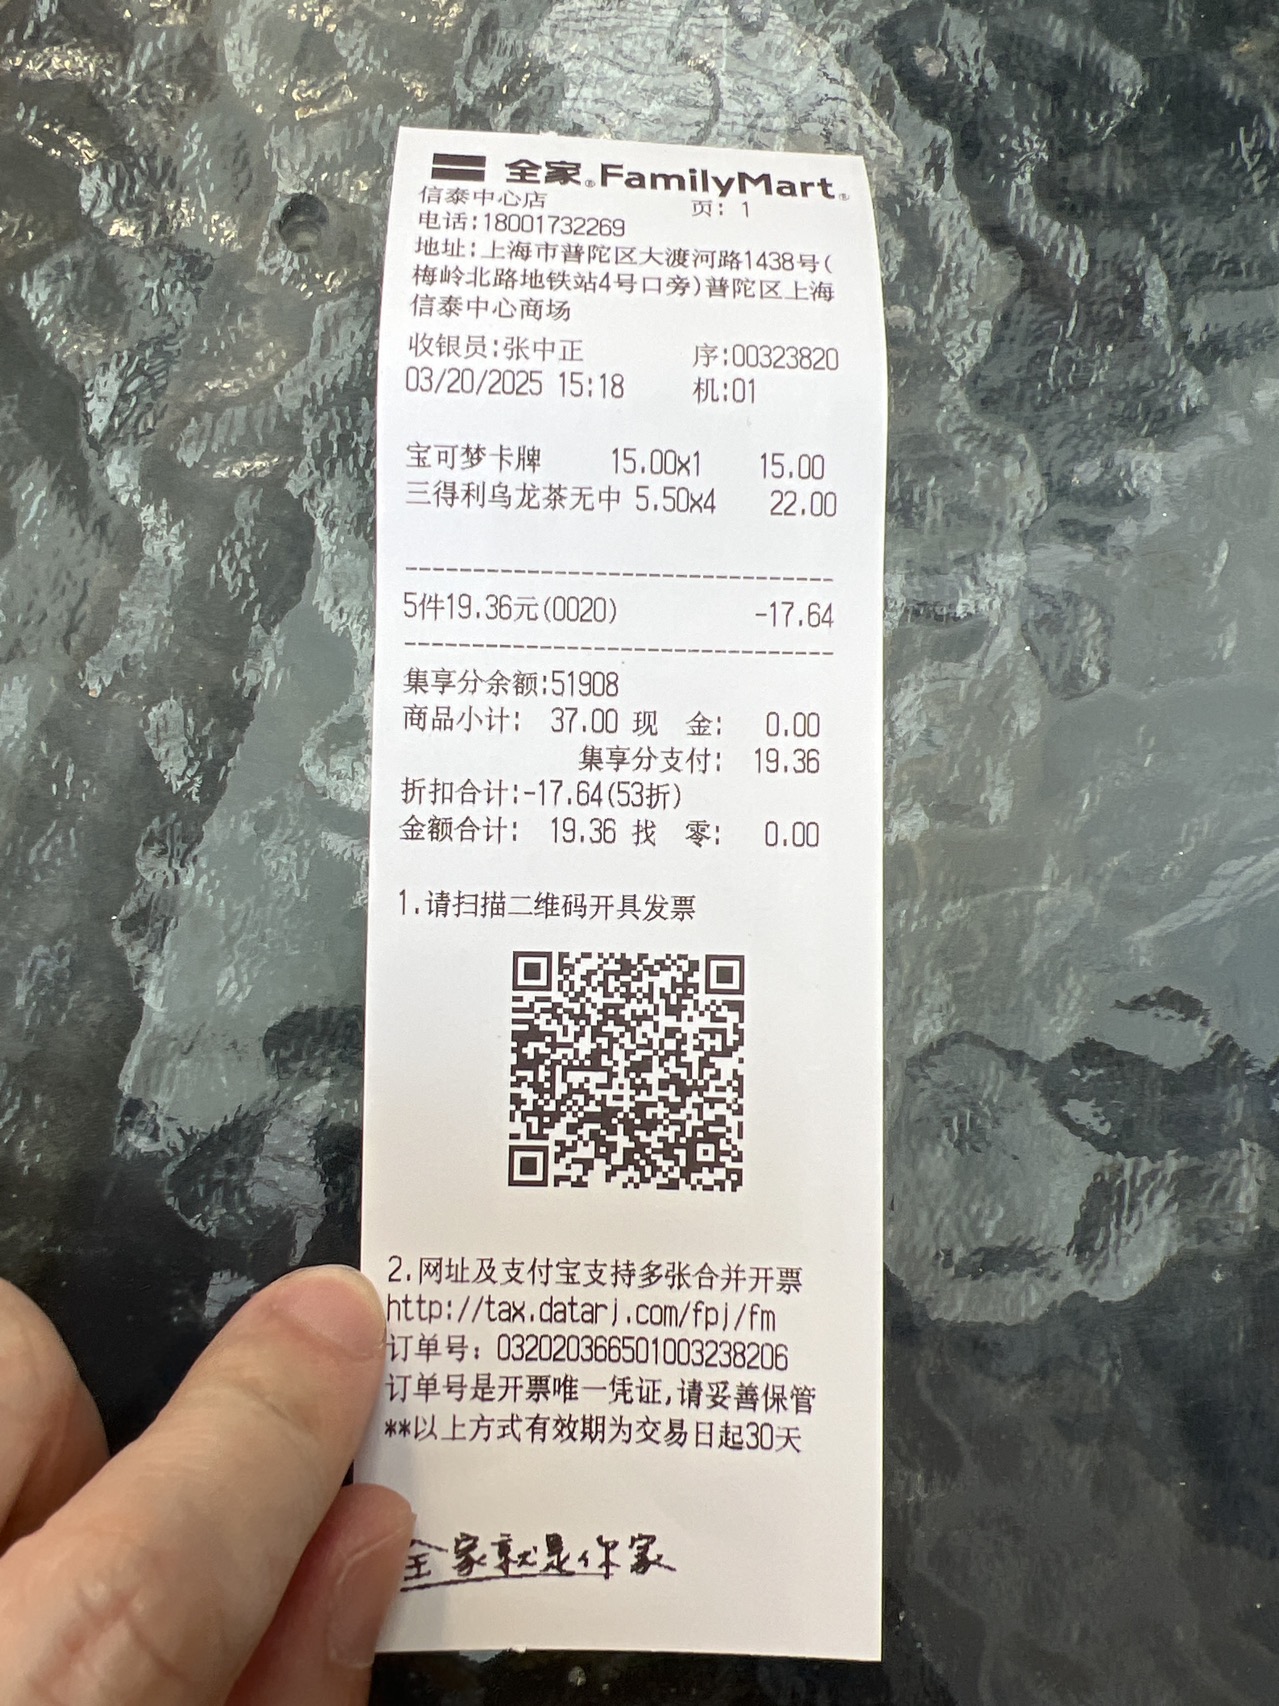 全家®FamilyMart®
信泰中心店 页: 1
电话:18001732269
地址:上海市普陀区大渡河路1438号(
梅岭北路地铁站4号口旁)普陀区上海
信泰中心商场
收银员:张中正 序:00323820
03/20/2025 15:18 机:01
宝可梦卡牌 15.00x1 15.00
三得利乌龙茶无中 5.50x4 22.00
--------------------------------
5件19.36元(0020) -17.64
--------------------------------
集享分余额:51908
商品小计: 37.00 现 金: 0.00
集享分支付: 19.36
折扣合计:-17.64(53折)
金额合计: 19.36 找 零: 0.00
1.请扫描二维码开具发票
2.网址及支付宝支持多张合并开票
http://tax.datarj.com/fpj/fm
订单号: 032020366501003238206
订单号是开票唯一凭证,请妥善保管
**以上方式有效期为交易日起30天
全家就是你家